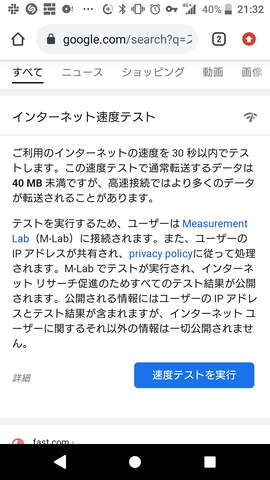 40% 21:32
google.com/search?q=ス
2
すべて ニュース ショッピング 動画 画像
インターネット速度テスト
ご利用のインターネットの速度を 30 秒以内でテ
ストします。この速度テストで通常転送するデータは
40 MB 未満ですが、高速接続ではより多くのデータ
が転送されることがあります。
テストを実行するため、ユーザーは Measurement
Lab（M-Lab）に接続されます。また、ユーザーの
IP アドレスが共有され、privacy policyに従って処理
されます。M-Lab でテストが実行され、インターネ
ット リサーチ促進のためすべてのテスト結果が公開
されます。公開される情報にはユーザーの IP アドレ
スとテスト結果が含まれますが、インターネット ユ
ーザーに関するそれ以外の情報は一切公開されませ
ん。
詳細
速度テストを実行
fast.com